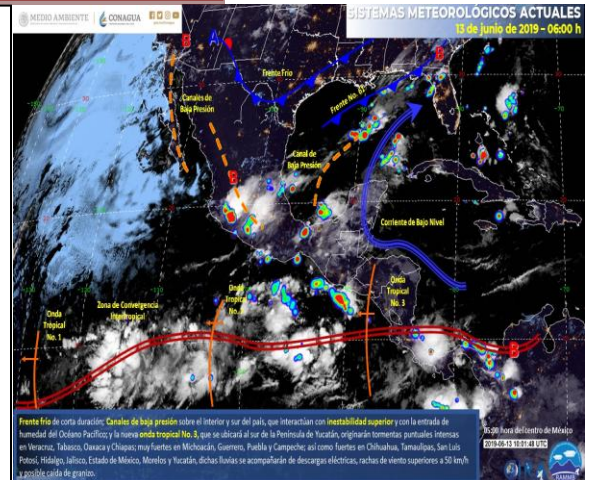 MEDIO AMBIENTE
CONAGUA
SISTEMAS METEOROLÓGICOS ACTUALES
13 de junio de 2019 – 06:00 h
B
A
B
Frente Frío
Frente No.
Canales de
Baja Presión
Canal de
Baja Presión
B
Corriente de Bajo Nivel
Onda
Tropical
No. 1
Zona de Convergencia
Intertropical
Onda
Tropical
No.
Onda
Tropical
No. 3
B
Frente frío de corta duración; Canales de baja presión sobre el interior y sur del país, que interactúan con inestabilidad superior y con la entrada de
humedad del Océano Pacífico; y la nueva onda tropical No. 3, que se ubicará al sur de la Península de Yucatán, originarán tormentas puntuales intensas
en Veracruz, Tabasco, Oaxaca y Chiapas; muy fuertes en Michoacán, Guerrero, Puebla y Campeche; así como fuertes en Chihuahua, Tamaulipas, San Luis
Potosí, Hidalgo, Jalisco, Estado de México, Morelos y Yucatán, dichas lluvias se acompañarán de descargas eléctricas, rachas de viento superiores a 50 km/h
y posible caída de granizo.
05:00 hora del centro de México
2019-06-13 10:01:48 UTC
RAMMB